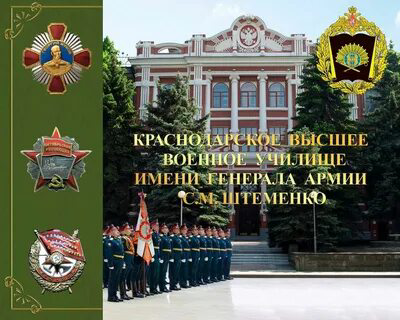 КРАСНОДАРСКОЕ ВЫСШЕЕ
ВОЕННОЕ УЧИЛИЩЕ
ИМЕНИ ГЕНЕРАЛА АРМИИ
С.М. ШТЕМЕНКО